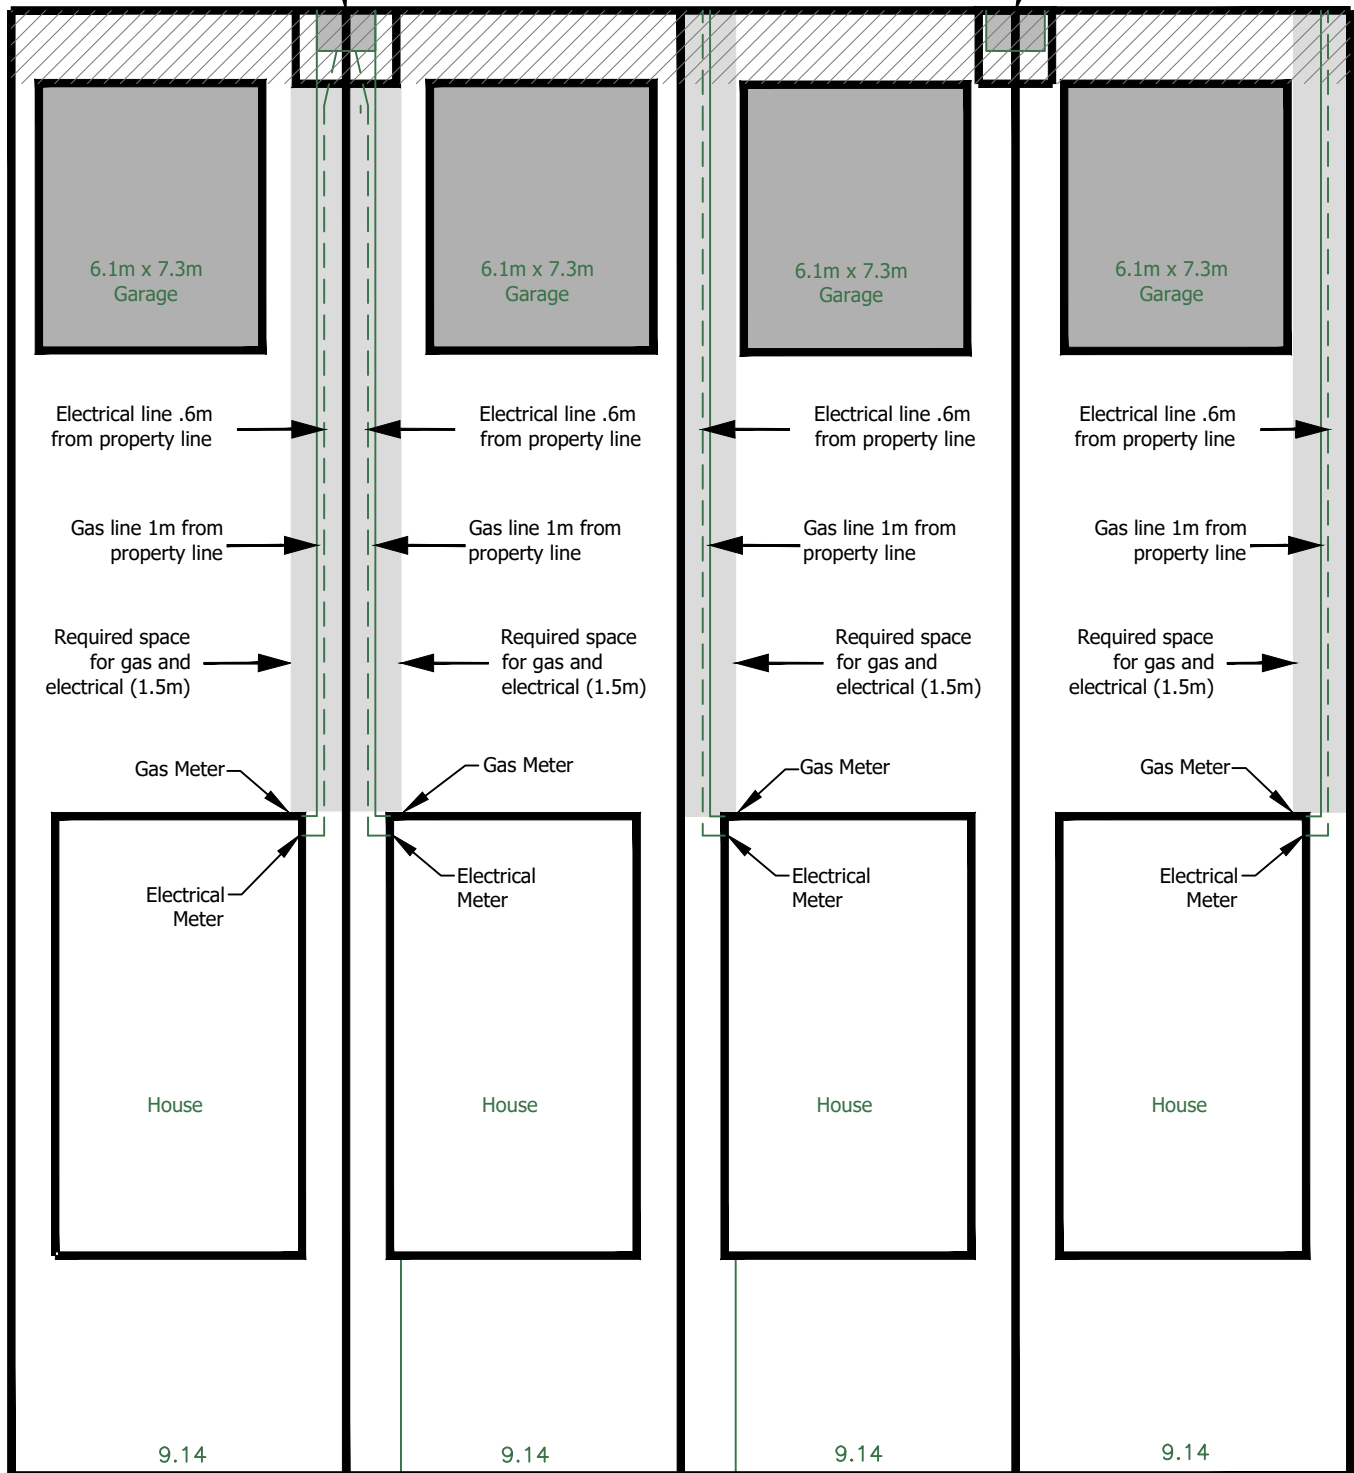 6.1m x 7.3m
Garage
6.1m x 7.3m
Garage
6.1m x 7.3m
Garage
6.1m x 7.3m
Garage
Electrical line .6m
from property line
Electrical line .6m
from property line
Electrical line .6m
from property line
Electrical line .6m
from property line
Gas line 1m from
property line
Gas line 1m from
property line
Gas line 1m from
property line
Gas line 1m from
property line
Required space
for gas and
electrical (1.5m)
Required space
for gas and
electrical (1.5m)
Required space
for gas and
electrical (1.5m)
Required space
for gas and
electrical (1.5m)
Gas Meter
Gas Meter
Gas Meter
Gas Meter
Electrical
Meter
Electrical
Meter
Electrical
Meter
Electrical
Meter
House
House
House
House
9.14
9.14
9.14
9.14